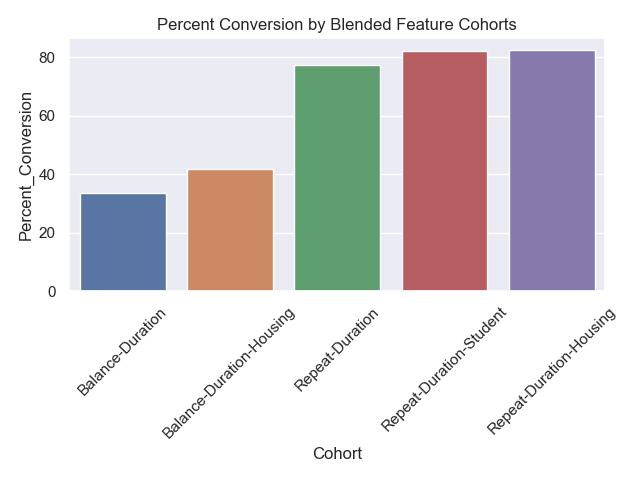 Percent Conversion by Blended Feature Cohorts
Percent_Conversion
80
60
40
20
0
Balance-Duration
Balance-Duration-Housing
Repeat-Duration
Repeat-Duration-Student
Repeat-Duration-Housing
Cohort